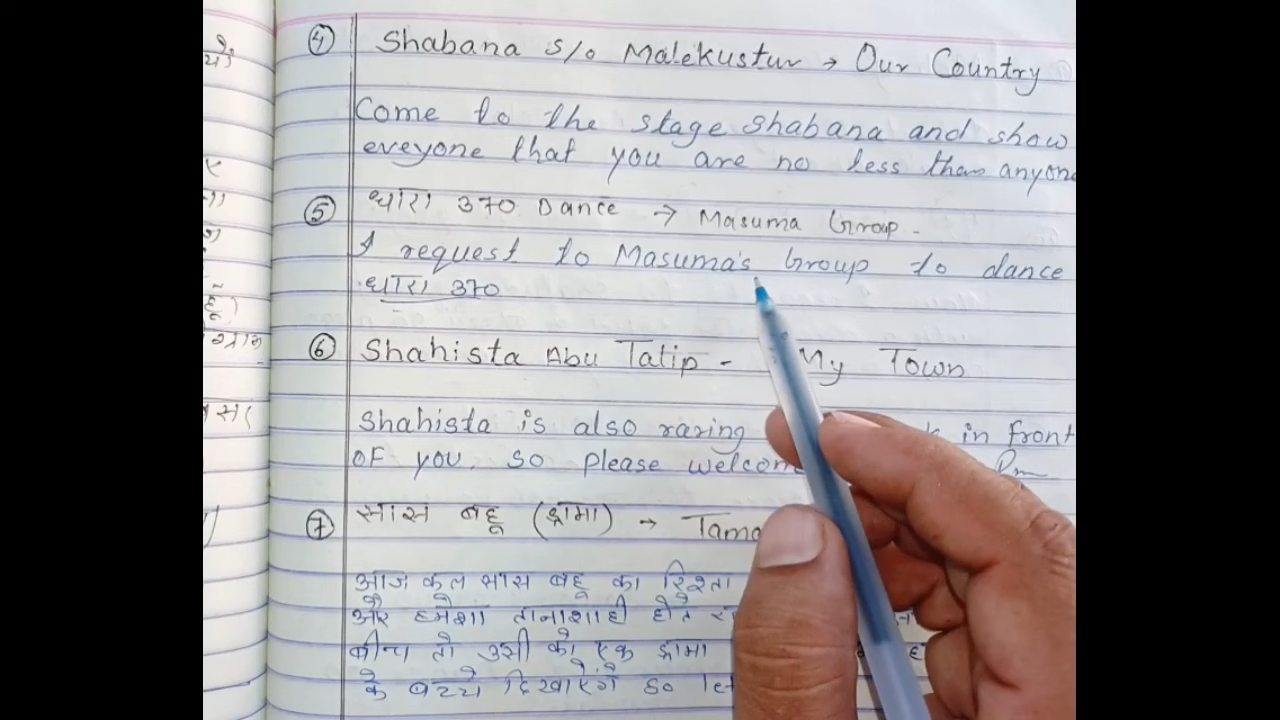 ④ Shabana s/o Malekustur → Our Country
Come to the stage shabana and show
eveyone that you are no less than anyone
⑤ धारा 370 Dance → Masuma Group -
I request to Masuma's Group to dance
धारा 370
⑥ Shahista Abu Talip - My Town
Shahista is also raring in front
OF you, so please welcom
⑦ सास बहू (ड्रामा) → Tama
आज कल सास बहू का रिश्ता
और हमेशा तानाशाही होते
बीच तो उसी को एक ड्रामा
के बच्चे दिखाएंगे so let